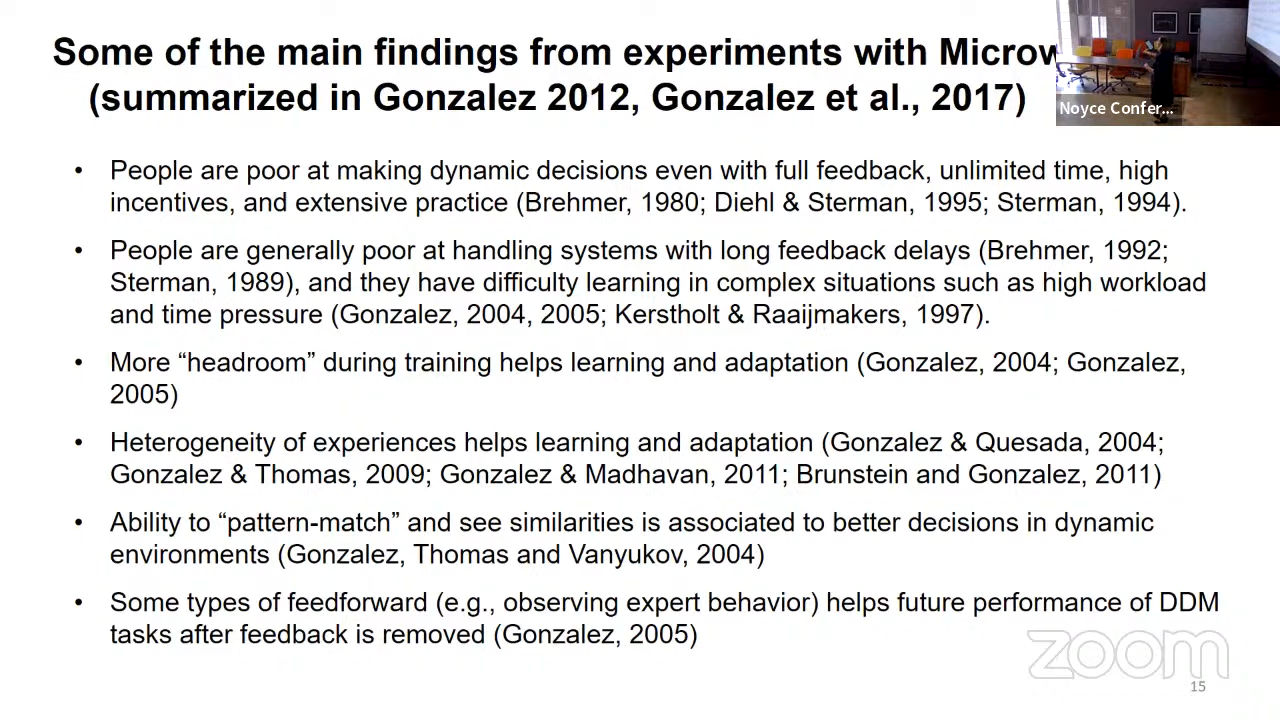 Some of the main findings from experiments with Microw
(summarized in Gonzalez 2012, Gonzalez et al., 2017)
Noyce Confer...
• People are poor at making dynamic decisions even with full feedback, unlimited time, high
incentives, and extensive practice (Brehmer, 1980; Diehl & Sterman, 1995; Sterman, 1994).
• People are generally poor at handling systems with long feedback delays (Brehmer, 1992;
Sterman, 1989), and they have difficulty learning in complex situations such as high workload
and time pressure (Gonzalez, 2004, 2005; Kerstholt & Raaijmakers, 1997).
• More “headroom” during training helps learning and adaptation (Gonzalez, 2004; Gonzalez,
2005)
• Heterogeneity of experiences helps learning and adaptation (Gonzalez & Quesada, 2004;
Gonzalez & Thomas, 2009; Gonzalez & Madhavan, 2011; Brunstein and Gonzalez, 2011)
• Ability to “pattern-match” and see similarities is associated to better decisions in dynamic
environments (Gonzalez, Thomas and Vanyukov, 2004)
• Some types of feedforward (e.g., observing expert behavior) helps future performance of DDM
tasks after feedback is removed (Gonzalez, 2005)
zoom
15